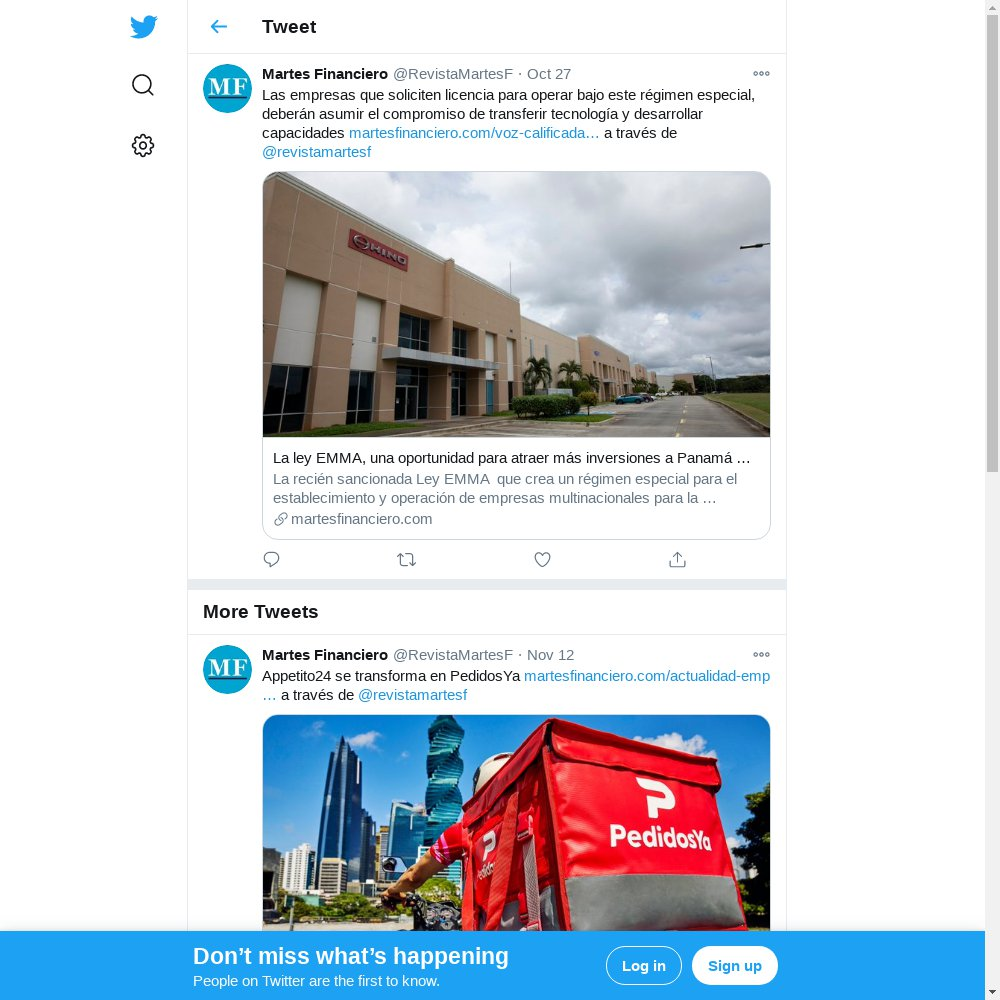 Tweet
MF
Martes Financiero @RevistaMartesF · Oct 27
Las empresas que soliciten licencia para operar bajo este régimen especial,
deberán asumir el compromiso de transferir tecnología y desarrollar
capacidades martesfinanciero.com/voz-calificada… a través de
@revistamartesf
HINO
La ley EMMA, una oportunidad para atraer más inversiones a Panamá …
La recién sancionada Ley EMMA  que crea un régimen especial para el
establecimiento y operación de empresas multinacionales para la …
martesfinanciero.com
More Tweets
MF
Martes Financiero @RevistaMartesF · Nov 12
Appetito24 se transforma en PedidosYa martesfinanciero.com/actualidad-emp
… a través de @revistamartesf
PedidosYa
Don’t miss what’s happening
People on Twitter are the first to know.
Log in
Sign up